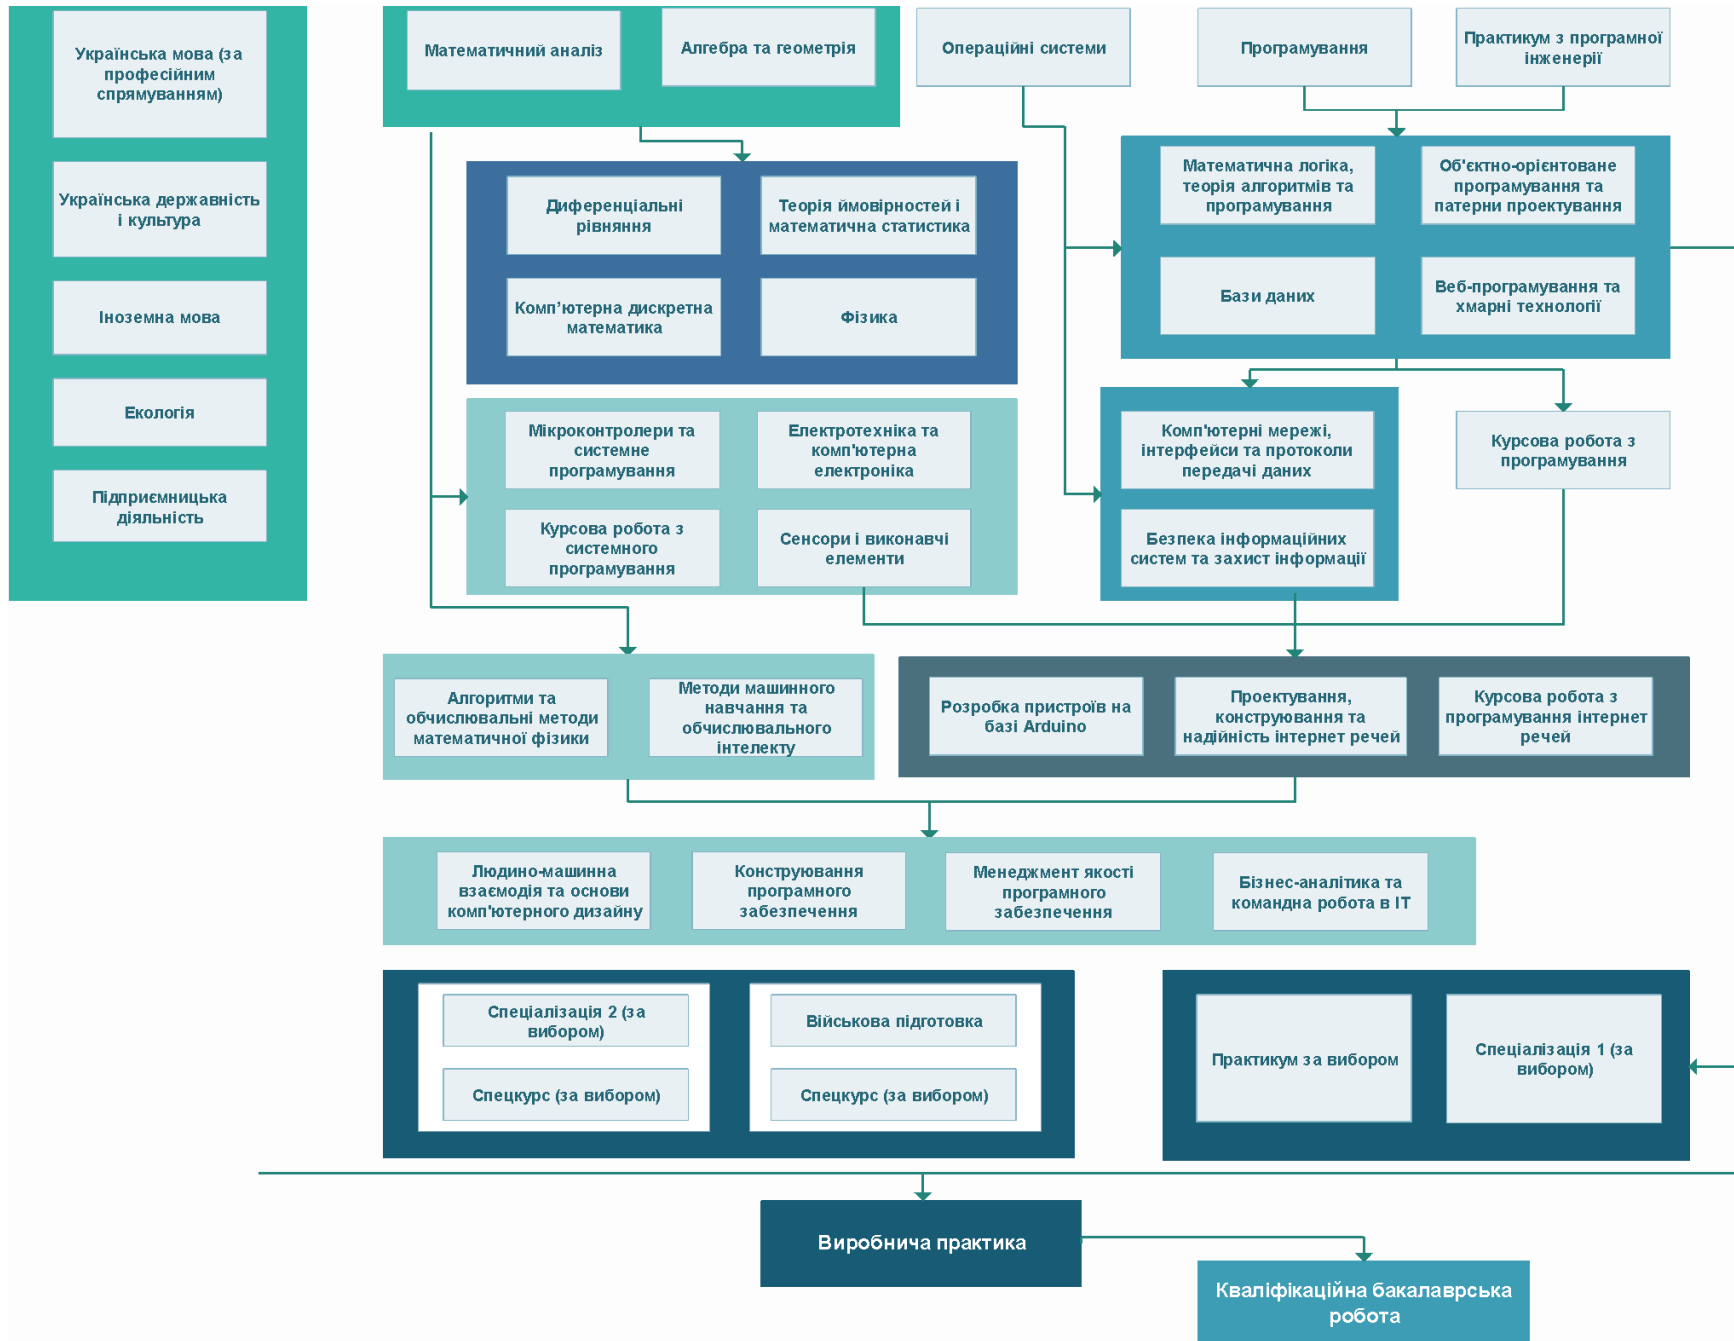 Українська мова (за
професійним
спрямуванням)
Українська державність
і культура
Іноземна мова
Екологія
Підприємницька
діяльність
Математичний аналіз
Алгебра та геометрія
Операційні системи
Програмування
Практикум з програмної
інженерії
Диференціальні
рівняння
Теорія ймовірностей і
математична статистика
Комп’ютерна дискретна
математика
Фізика
Математична логіка,
теорія алгоритмів та
програмування
Об'єктно-орієнтоване
програмування та
патерни проектування
Бази даних
Веб-програмування та
хмарні технології
Мікроконтролери та
системне
програмування
Електротехніка та
комп'ютерна
електроніка
Курсова робота з
системного
програмування
Сенсори і виконавчі
елементи
Комп'ютерні мережі,
інтерфейси та протоколи
передачі даних
Безпека інформаційних
систем та захист інформації
Курсова робота з
програмування
Алгоритми та
обчислювальні методи
математичної фізики
Методи машинного
навчання та
обчислювального
інтелекту
Розробка пристроїв на
базі Arduino
Проектування,
конструювання та
надійність інтернет речей
Курсова робота з
програмування інтернет
речей
Людино-машинна
взаємодія та основи
комп'ютерного дизайну
Конструювання
програмного
забезпечення
Менеджмент якості
програмного
забезпечення
Бізнес-аналітика та
командна робота в ІТ
Спеціалізація 2 (за
вибором)
Спецкурс (за вибором)
Військова підготовка
Спецкурс (за вибором)
Практикум за вибором
Спеціалізація 1 (за
вибором)
Виробнича практика
Кваліфікаційна бакалаврська
робота